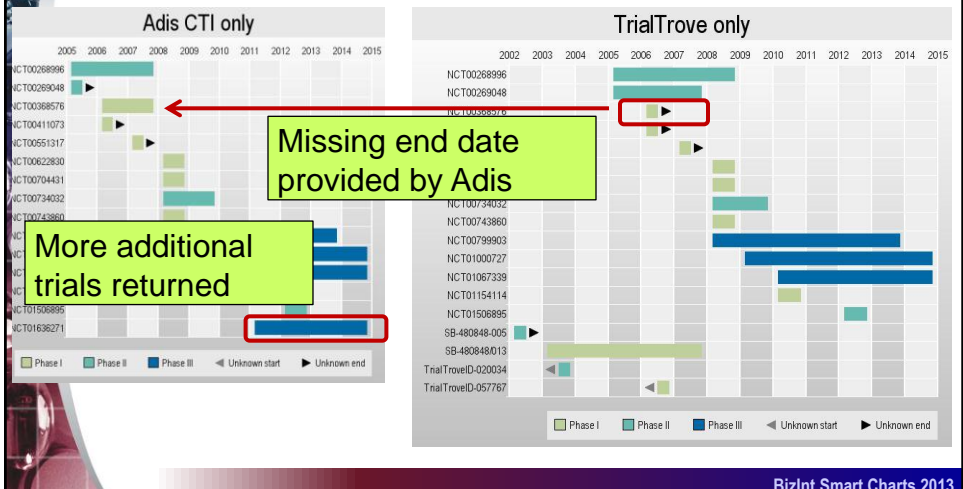 Adis CTI only
2005 2006 2007 2008 2009 2010 2011 2012 2013 2014 2015
NCT00268996
NCT00269048
NCT00368576
NCT00411073
NCT00551317
NCT00622830
NCT00704431
NCT00734032
NCT00743860
NCT01506895
NCT01636271
Phase I Phase II Phase III Unknown start Unknown end
More additional
trials returned
Missing end date
provided by Adis
TrialTrove only
2002 2003 2004 2005 2006 2007 2008 2009 2010 2011 2012 2013 2014 2015
NCT00268996
NCT00269048
NCT00368576
NCT00734032
NCT00743860
NCT00799903
NCT01000727
NCT01067339
NCT01154114
NCT01506895
SB-480848-005
SB-480848/013
TrialTroveID-020034
TrialTroveID-057767
Phase I Phase II Phase III Unknown start Unknown end
BizInt Smart Charts 2013